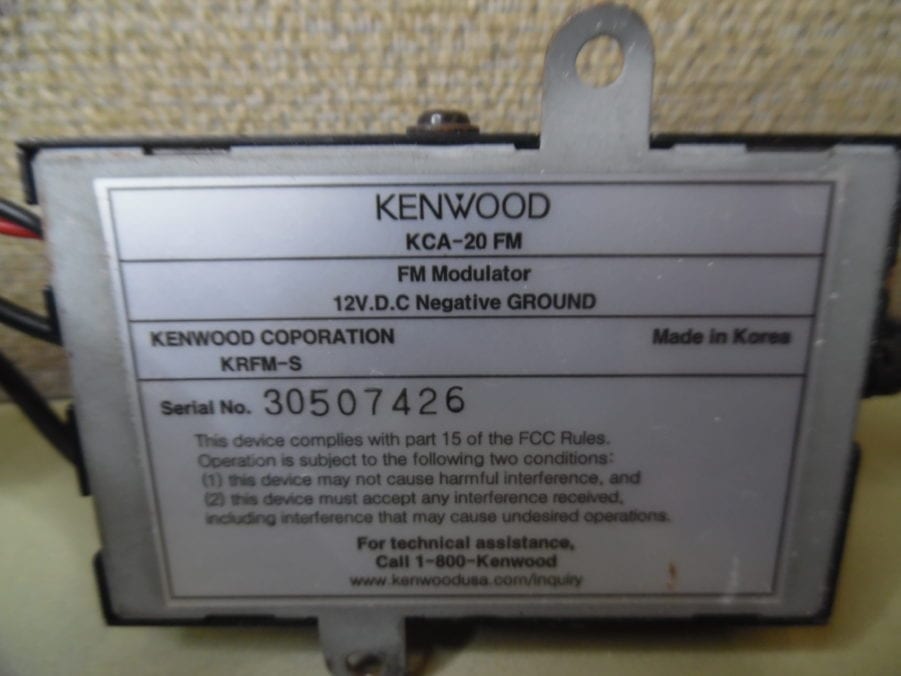 KENWOOD
KCA-20 FM
FM Modulator
12V.D.C Negative GROUND
KENWOOD COPORATION Made in Korea
KRFM-S
Serial No. 30507426
This device complies with part 15 of the FCC Rules.
Operation is subject to the following two conditions:
(1) this device may not cause harmful interference, and
(2) this device must accept any interference received,
including interference that may cause undesired operations.
For technical assistance,
Call 1-800-Kenwood
www.kenwoodusa.com/inquiry